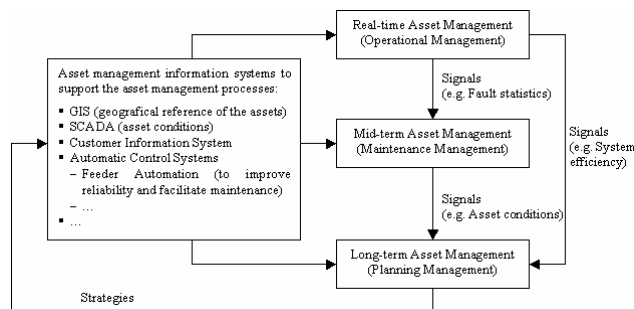 Real-time Asset Management
(Operational Management)
Asset management information systems to
support the asset management processes:
▪ GIS (geografical reference of the assets)
▪ SCADA (asset conditions)
▪ Customer Information System
▪ Automatic Control Systems
– Feeder Automation (to improve
reliability and facilitate maintenance)
– ...
▪ ...
Signals
(e.g. Fault statistics)
Mid-term Asset Management
(Maintenance Management)
Signals
(e.g. System
efficiency)
Signals
(e.g. Asset conditions)
Long-term Asset Management
(Planning Management)
Strategies